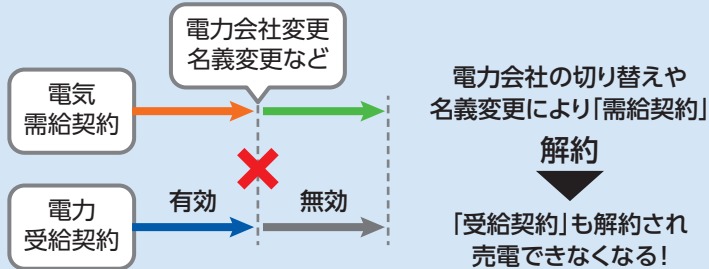 電力会社変更
名義変更など
電気
需給契約
電力
受給契約
有効
無効
電力会社の切り替えや
名義変更により「需給契約」
解約
「受給契約」も解約され
売電できなくなる!